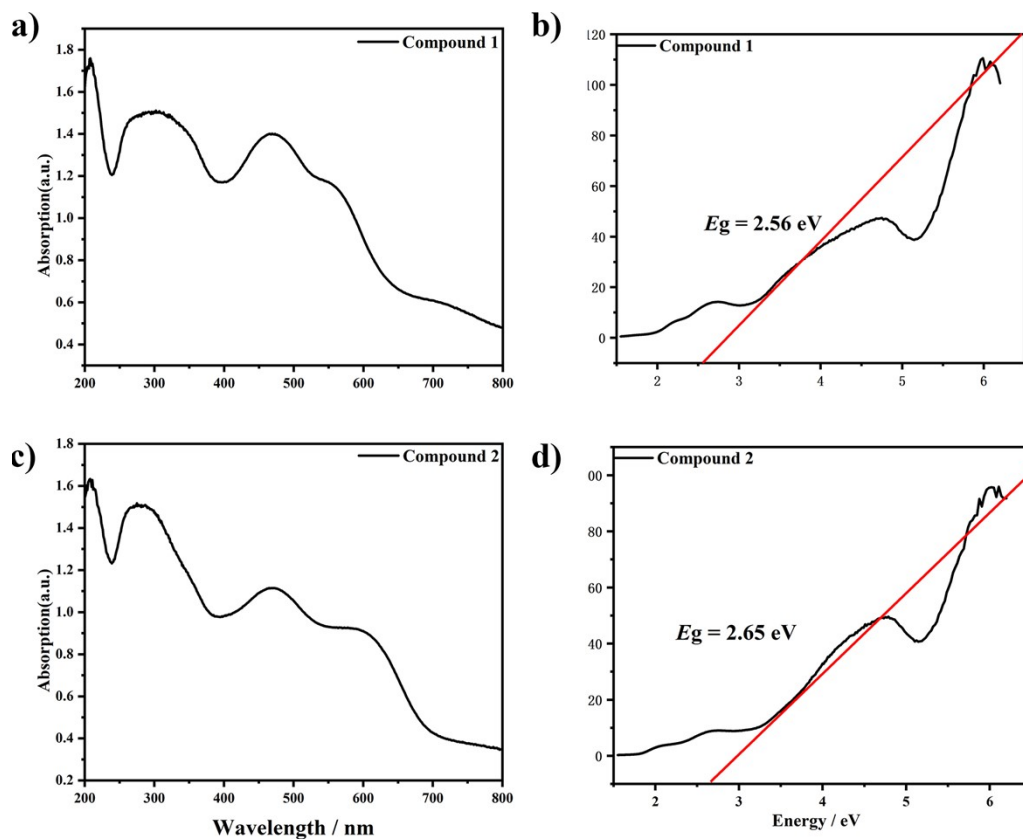 a)
Compound 1
1.8
1.6
1.4
1.2
1.0
0.8
0.6
0.4
Absorption(a.u.)
200 300 400 500 600 700 800
b)
Compound 1
120
100
80
60
40
20
0
Eg = 2.56 eV
2 3 4 5 6
c)
Compound 2
1.8
1.6
1.4
1.2
1.0
0.8
0.6
0.4
0.2
Absorption(a.u.)
200 300 400 500 600 700 800
Wavelength / nm
d)
Compound 2
00
80
60
40
20
0
Eg = 2.65 eV
2 3 4 5 6
Energy / eV